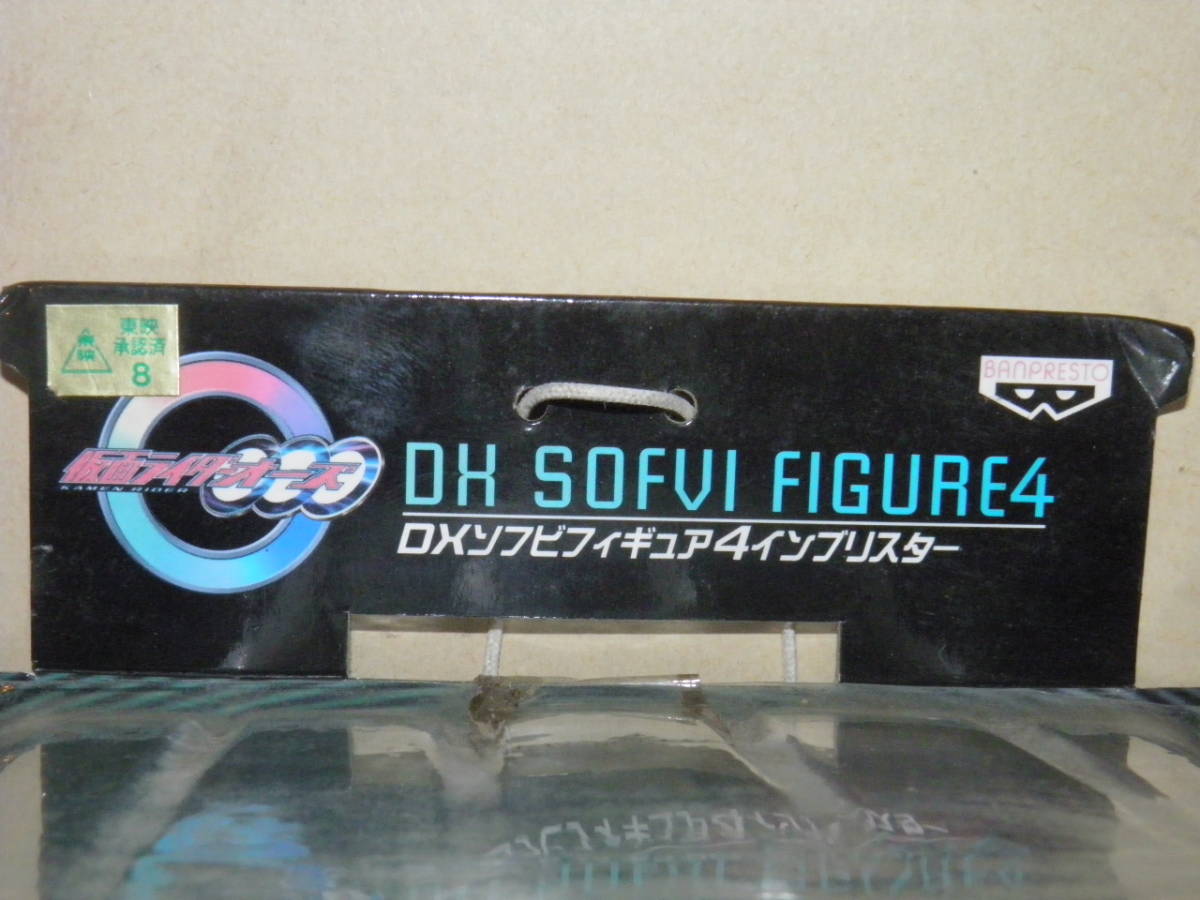 東映
東映
承認済
8
BANPRESTO
仮面ライダーオーズ
KAMEN RIDER
DX SOFVI FIGURE4
DXソフビフィギュア4インブリスター